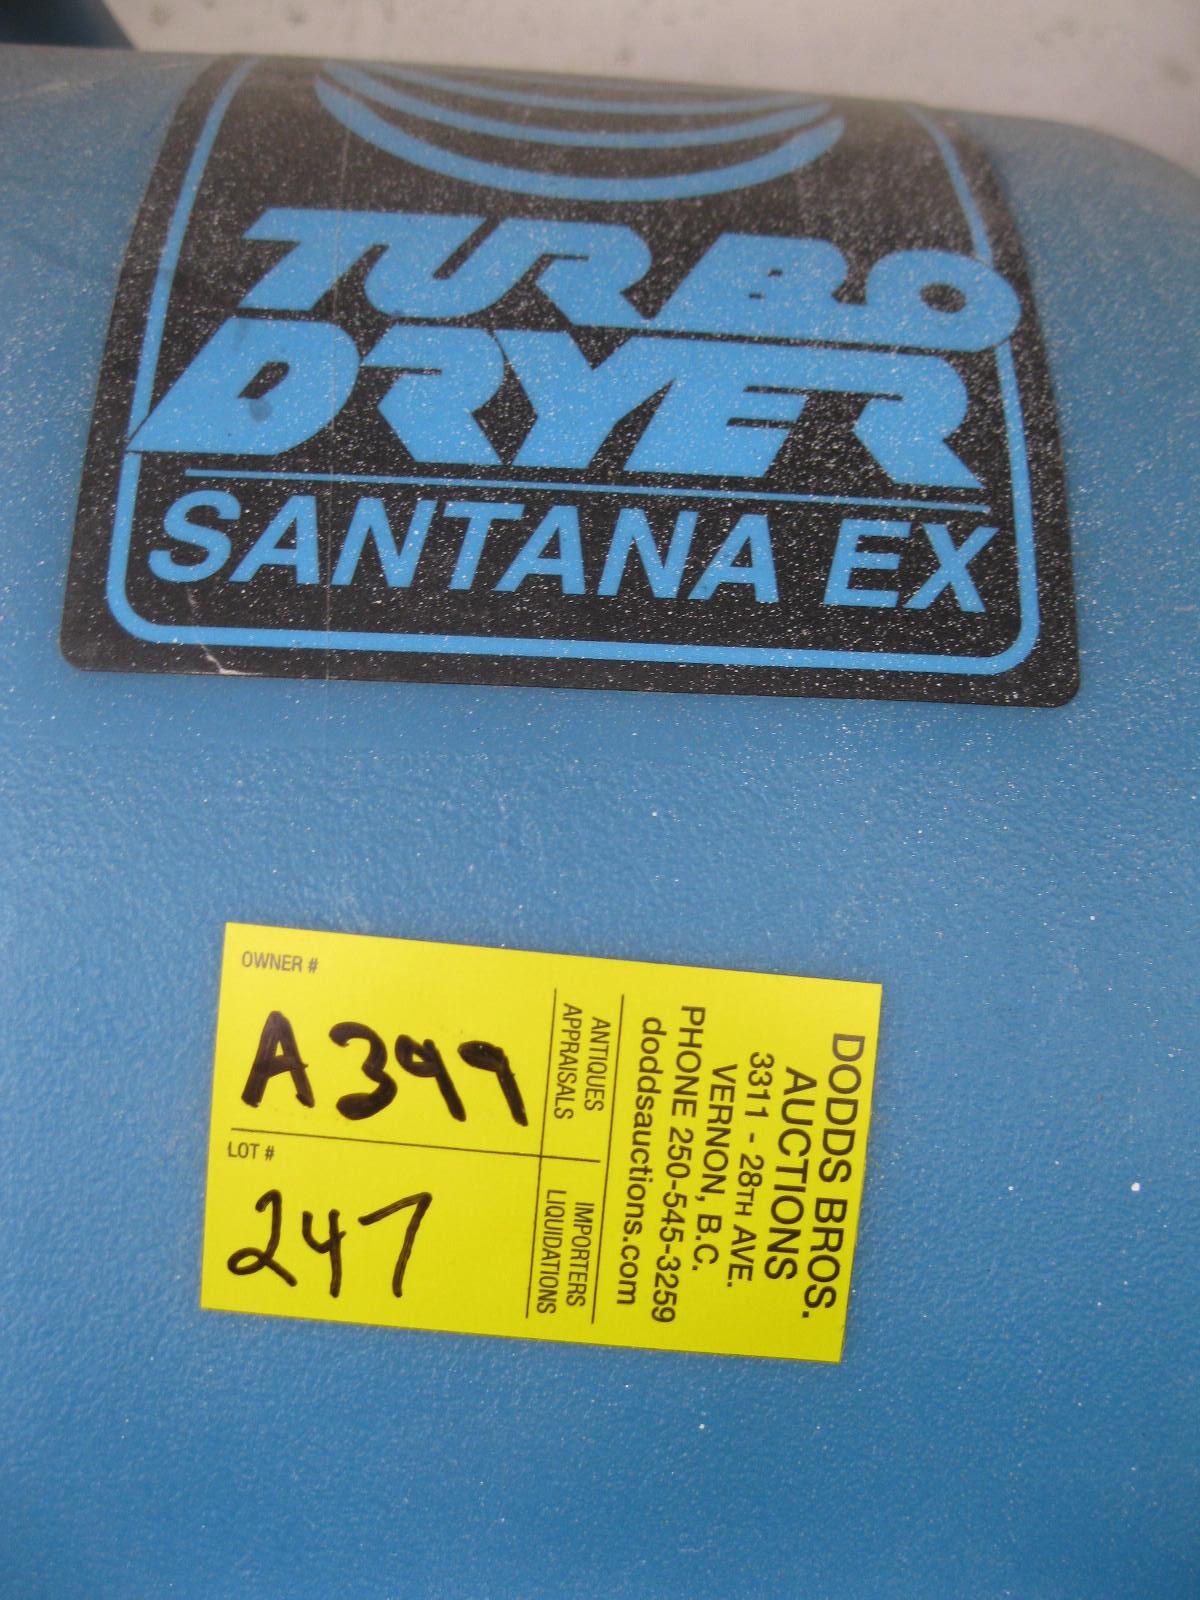 TURBO
DRYER
SANTANA EX
OWNER #
A399
LOT #
247
ANTIQUES
APPRAISALS
IMPORTERS
LIQUIDATIONS
DODDS BROS.
AUCTIONS
3311 - 28TH AVE.
VERNON, B.C.
PHONE 250-545-3259
doddsauctions.com